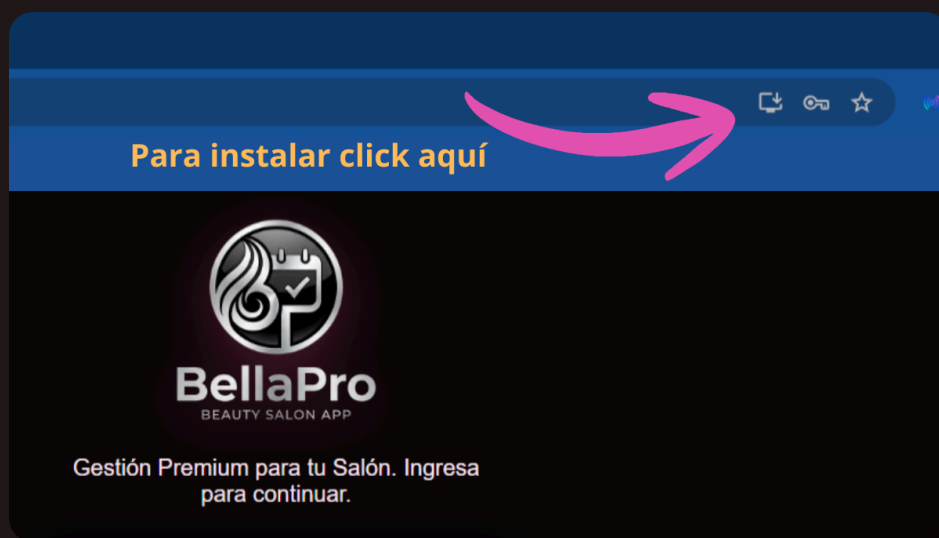 Para instalar click aquí
BellaPro
BEAUTY SALON APP
Gestión Premium para tu Salón. Ingresa
para continuar.